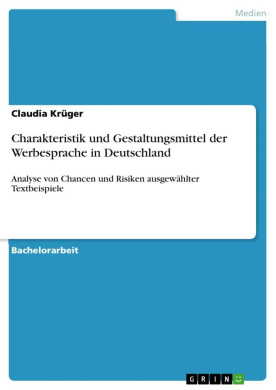 Medien
Claudia Krüger
Charakteristik und Gestaltungsmittel der
Werbesprache in Deutschland
Analyse von Chancen und Risiken ausgewählter
Textbeispiele
Bachelorarbeit
GRIN